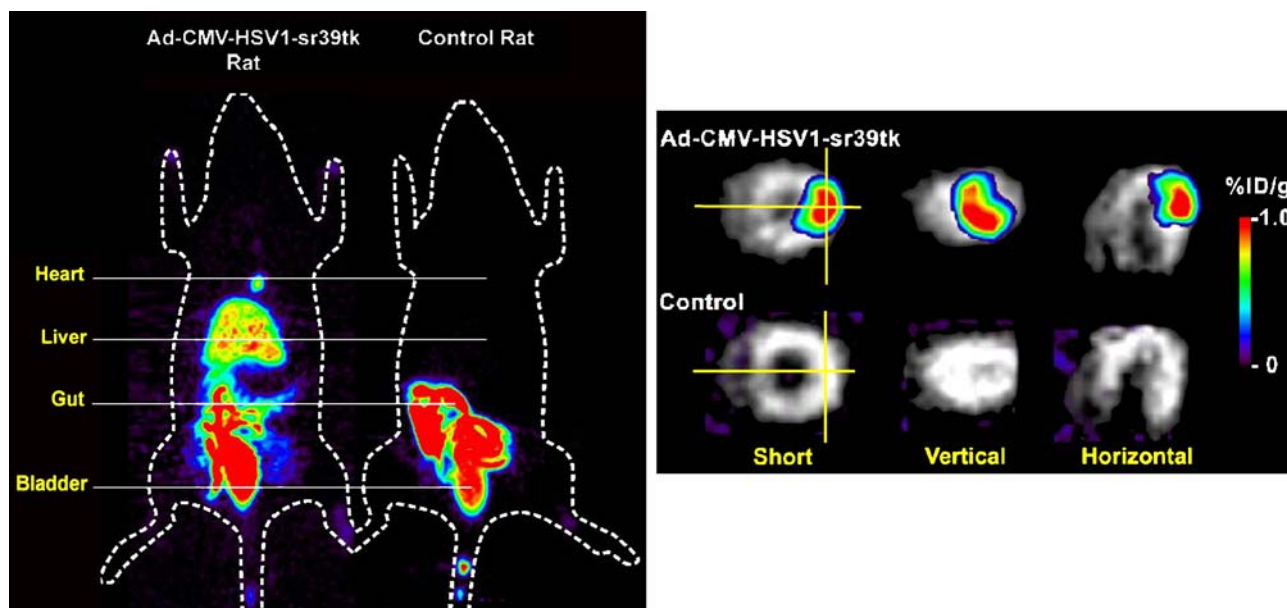 Ad-CMV-HSV1-sr39tk
Rat
Control Rat
Heart
Liver
Gut
Bladder
Ad-CMV-HSV1-sr39tk
%ID/g
-1.0
Control
- 0
Short
Vertical
Horizontal